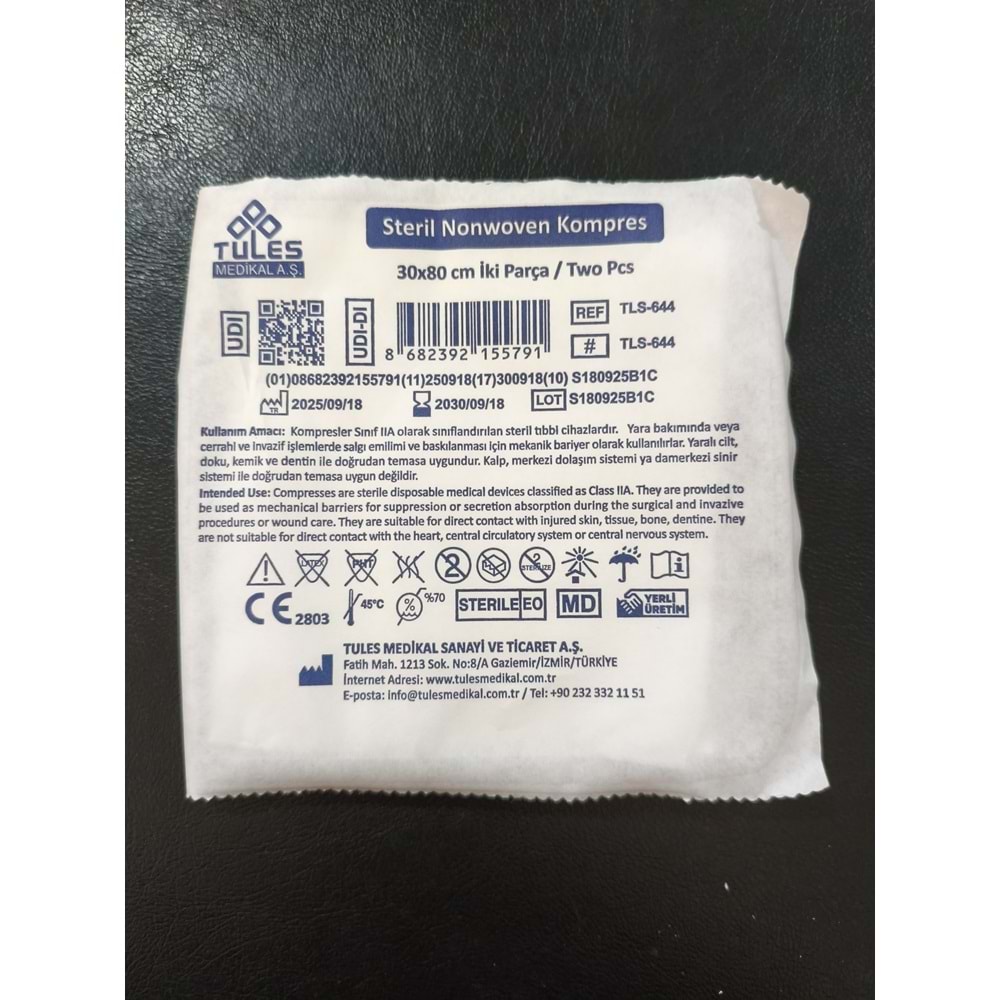 TULES
MEDİKAL A.Ş.
Steril Nonwoven Kompres
30x80 cm İki Parça / Two Pcs
UDI
UDI-DI
8 682392 155791
REF TLS-644
# TLS-644
(01)08682392155791(11)250918(17)300918(10) S180925B1C
TR 2025/09/18 2030/09/18 LOT S180925B1C
Kullanım Amacı: Kompresler Sınıf IIA olarak sınıflandırılan steril tıbbi cihazlardır. Yara bakımında veya
cerrahi ve invazif işlemlerde salgı emilimi ve baskılanması için mekanik bariyer olarak kullanılırlar. Yaralı cilt,
doku, kemik ve dentin ile doğrudan temasa uygundur. Kalp, merkezi dolaşım sistemi ya damerkezi sinir
sistemi ile doğrudan temasa uygun değildir.
Intended Use: Compresses are sterile disposable medical devices classified as Class IIA. They are provided to
be used as mechanical barriers for suppression or secretion absorption during the surgical and invazive
procedures or wound care. They are suitable for direct contact with injured skin, tissue, bone, dentine. They
are not suitable for direct contact with the heart, central circulatory system or central nervous system.
LATEX PHT 2 2 STERILIZE i
CE 2803 45°C % %70 STERILE EO MD YERLİ
ÜRETİM
TULES MEDİKAL SANAYİ VE TİCARET A.Ş.
Fatih Mah. 1213 Sok. No:8/A Gaziemir/İZMİR/TÜRKİYE
İnternet Adresi: www.tulesmedikal.com.tr
E-posta: info@tulesmedikal.com.tr / Tel: +90 232 332 11 51